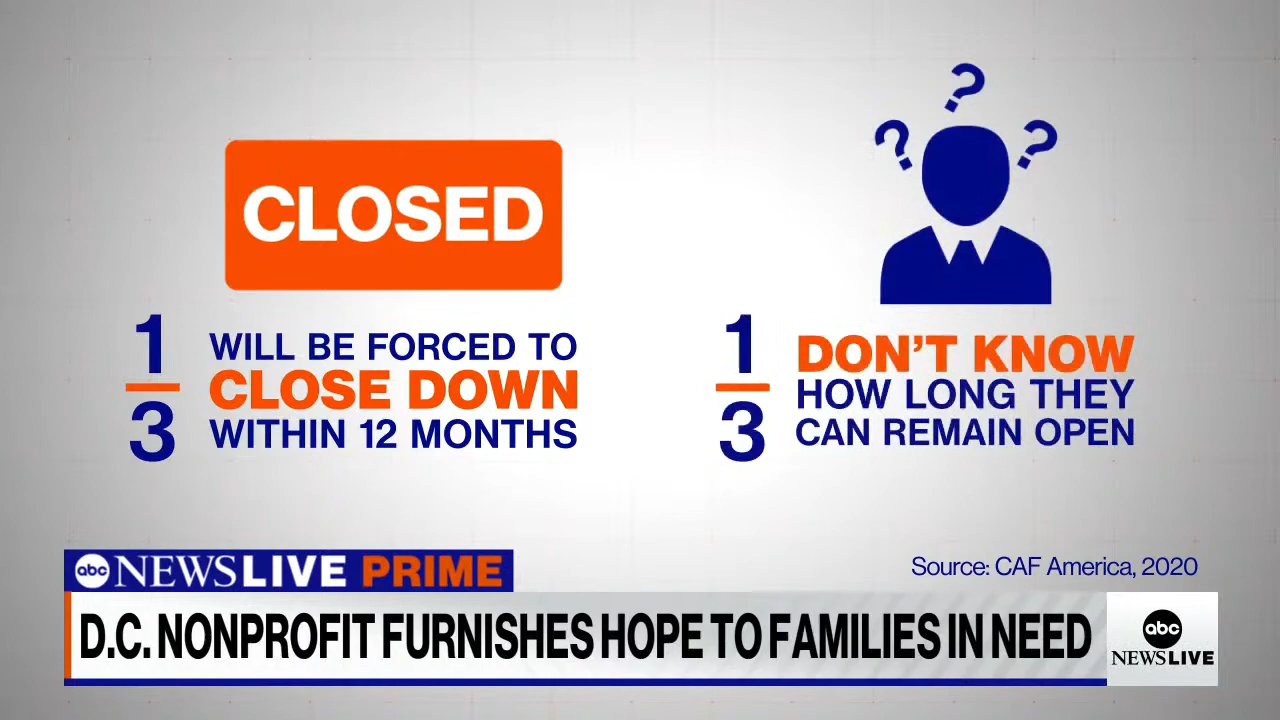 CLOSED
1
3
WILL BE FORCED TO
CLOSE DOWN
WITHIN 12 MONTHS
? ? ?
1
3
DON'T KNOW
HOW LONG THEY
CAN REMAIN OPEN
Source: CAF America, 2020
abc NEWS LIVE PRIME
D.C. NONPROFIT FURNISHES HOPE TO FAMILIES IN NEED
abc
NEWS LIVE